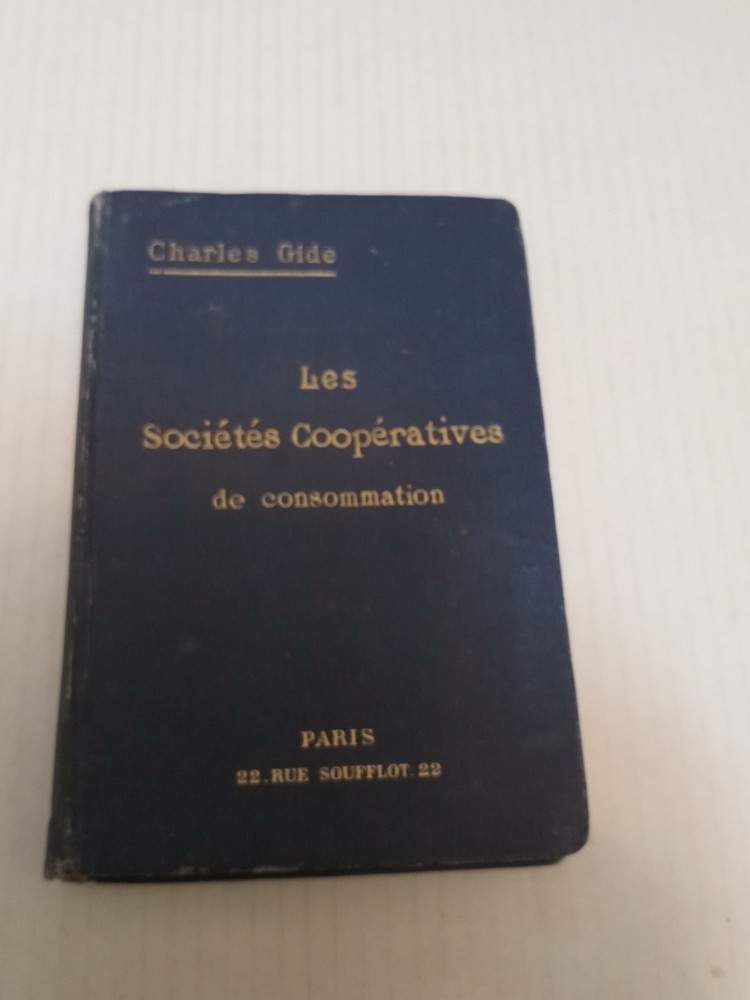 Charles Gide
Les
Sociétés Coopératives
de consommation
PARIS
22. RUE SOUFFLOT. 22